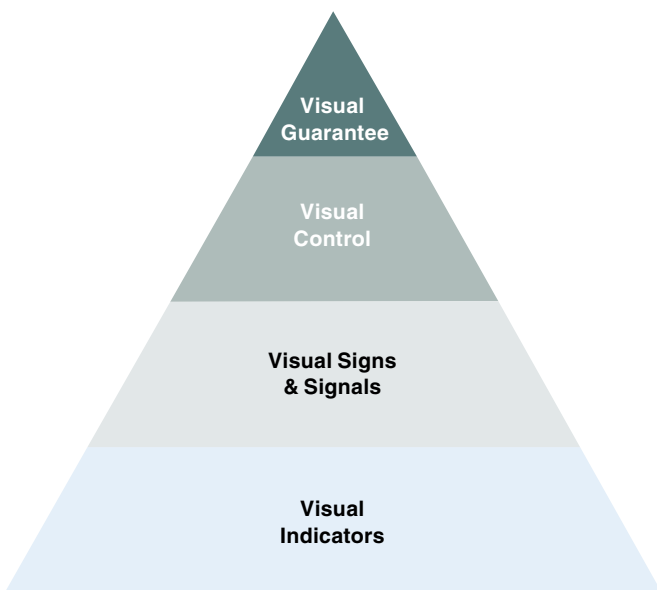 Visual
Guarantee
Visual
Control
Visual Signs
& Signals
Visual
Indicators